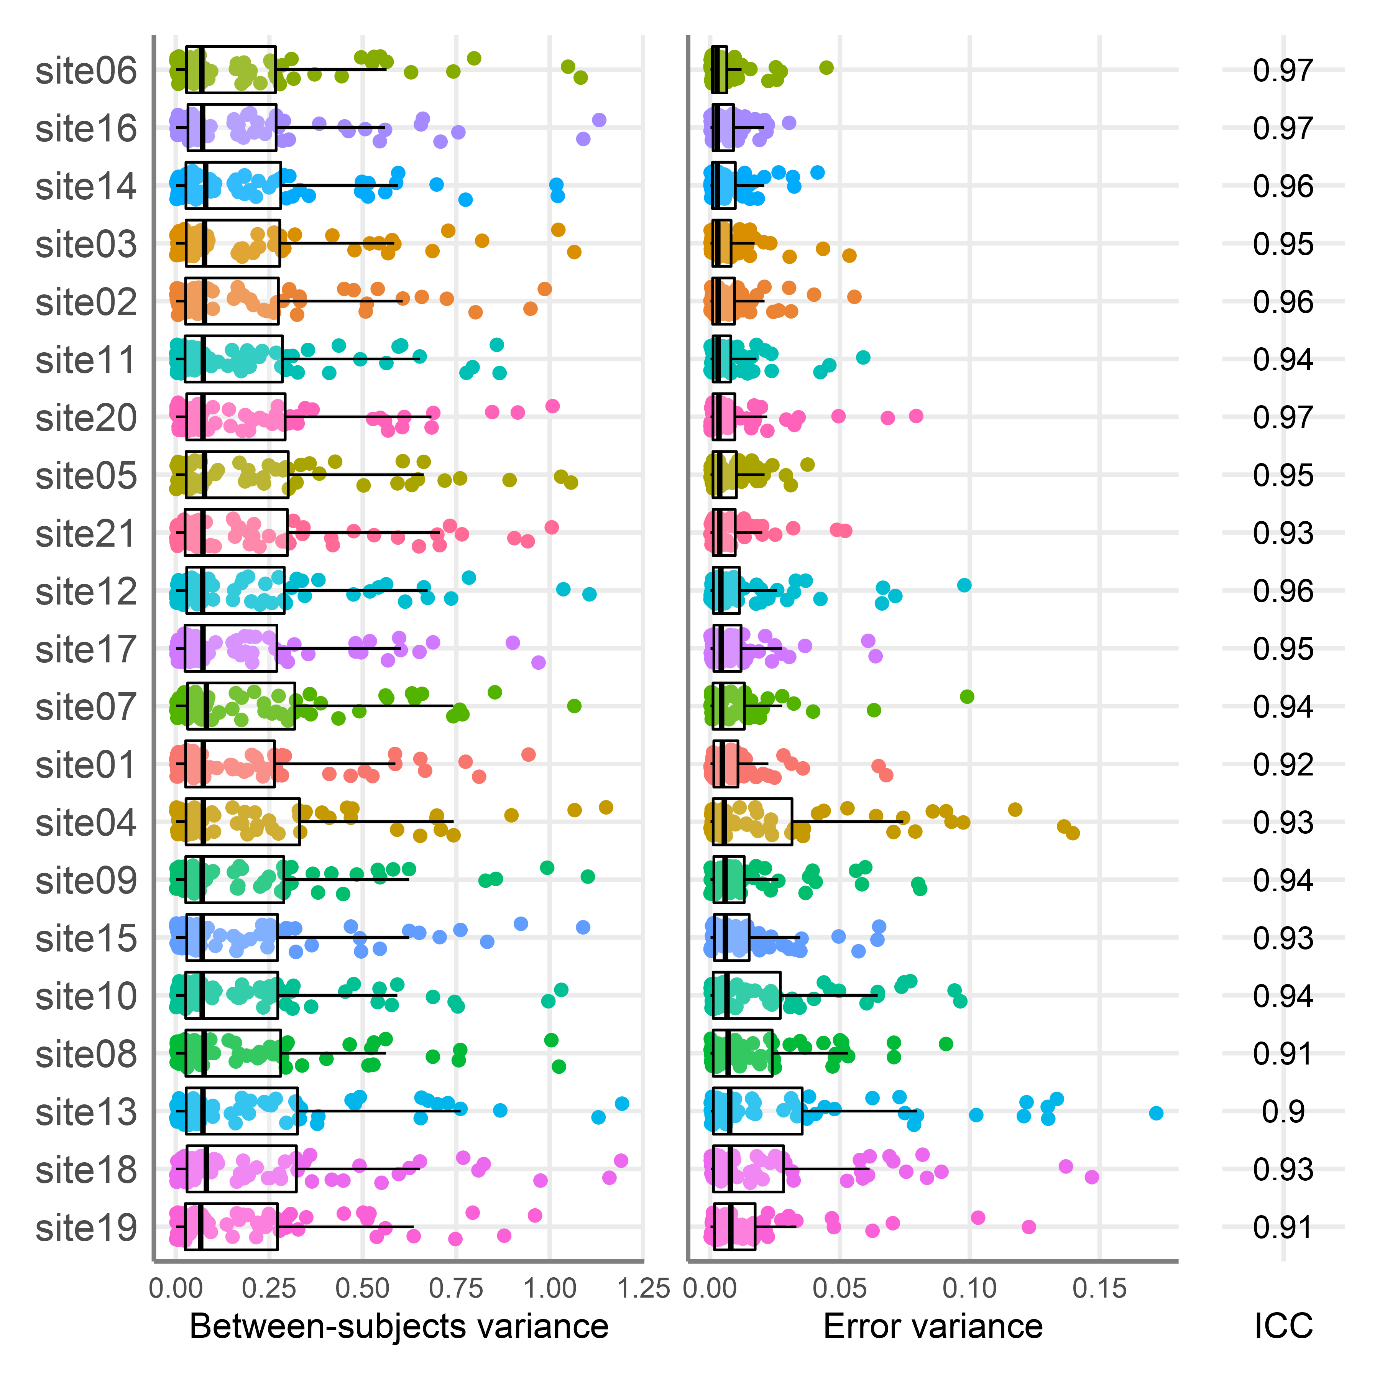 site06 0.97
site16 0.97
site14 0.96
site03 0.95
site02 0.96
site11 0.94
site20 0.97
site05 0.95
site21 0.93
site12 0.96
site17 0.95
site07 0.94
site01 0.92
site04 0.93
site09 0.94
site15 0.93
site10 0.94
site08 0.91
site13 0.9
site18 0.93
site19 0.91
0.00 0.25 0.50 0.75 1.00 1.25 0.00 0.05 0.10 0.15
Between-subjects variance Error variance ICC